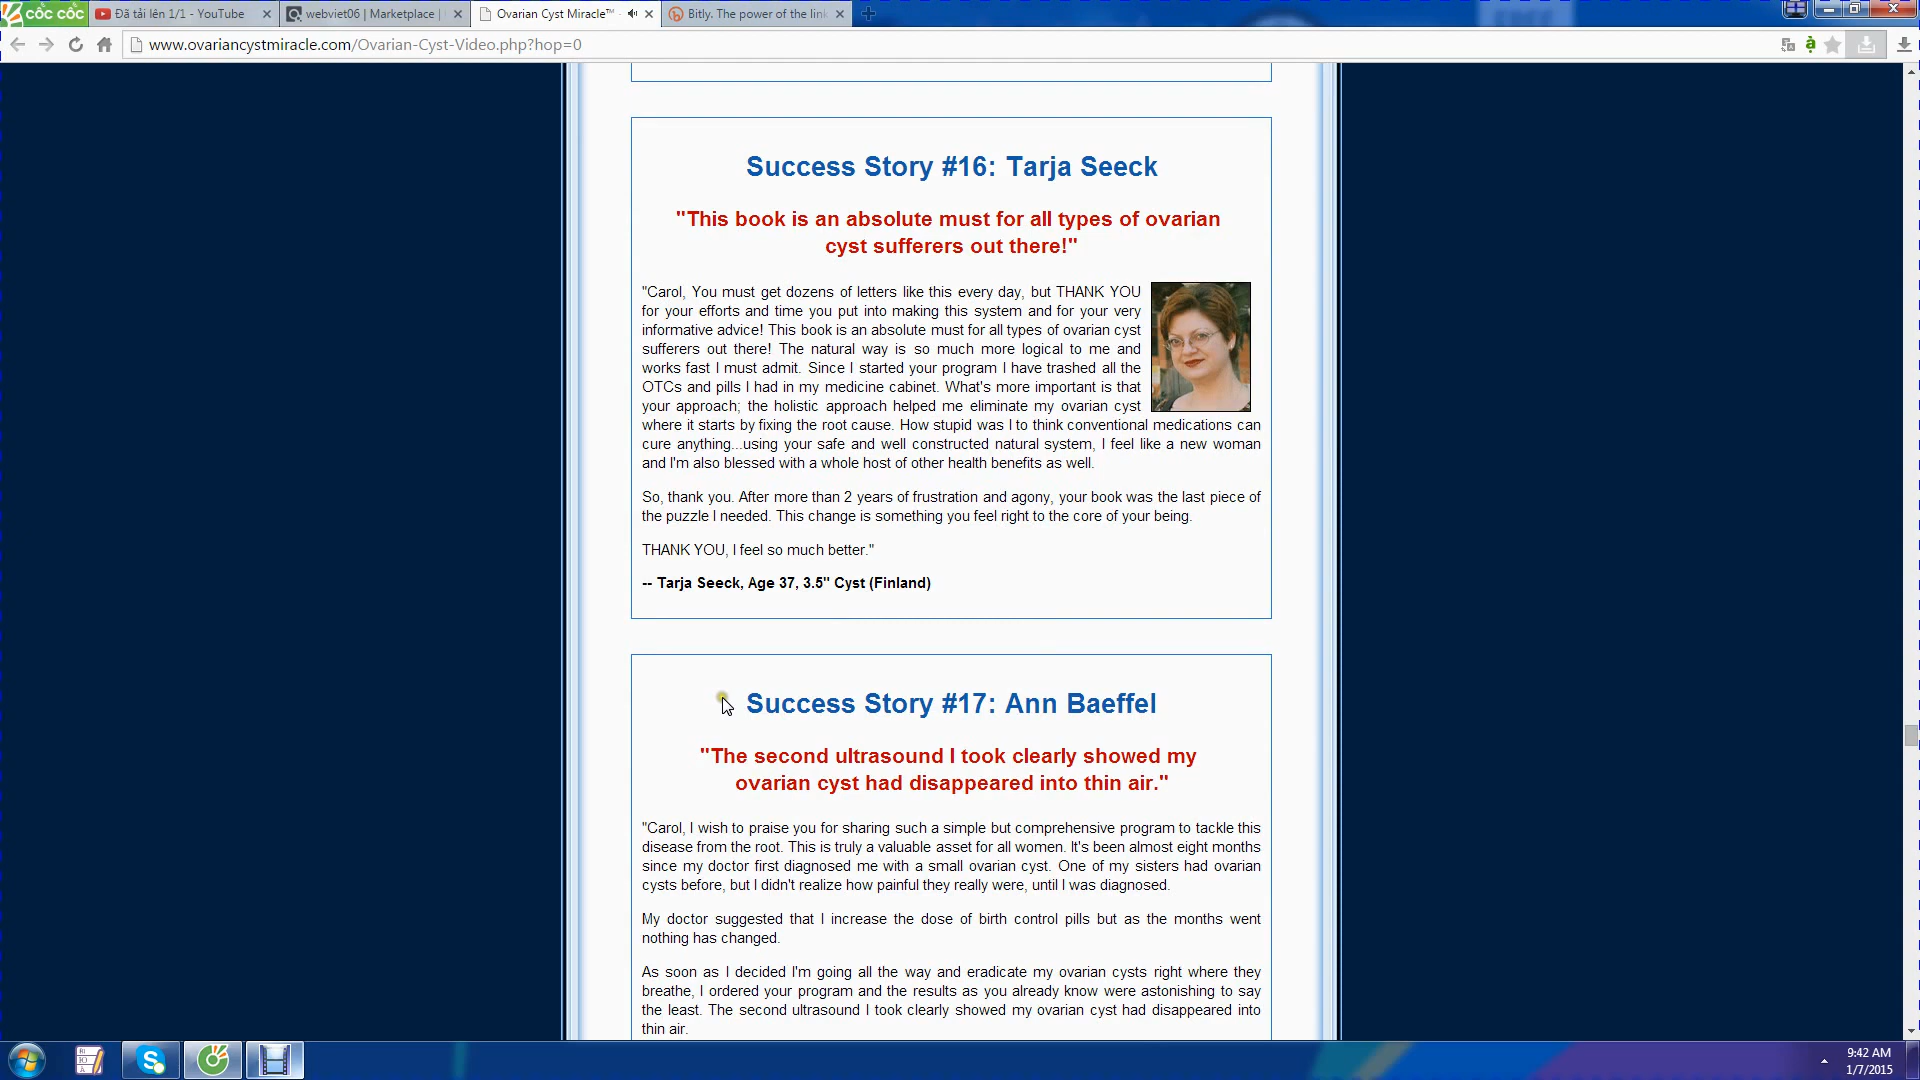 CỐC CỐC
Đã tải lên 1/1 - YouTube
webviet06 | Marketplace |
Ovarian Cyst Miracle™ -
Bitly. The power of the link
www.ovariancystmiracle.com/Ovarian-Cyst-Video.php?hop=0
Success Story #16: Tarja Seeck
"This book is an absolute must for all types of ovarian
cyst sufferers out there!"
"Carol, You must get dozens of letters like this every day, but THANK YOU
for your efforts and time you put into making this system and for your very
informative advice! This book is an absolute must for all types of ovarian cyst
sufferers out there! The natural way is so much more logical to me and
works fast I must admit. Since I started your program I have trashed all the
OTCs and pills I had in my medicine cabinet. What's more important is that
your approach; the holistic approach helped me eliminate my ovarian cyst
where it starts by fixing the root cause. How stupid was I to think conventional medications can
cure anything...using your safe and well constructed natural system, I feel like a new woman
and I'm also blessed with a whole host of other health benefits as well.
So, thank you. After more than 2 years of frustration and agony, your book was the last piece of
the puzzle I needed. This change is something you feel right to the core of your being.
THANK YOU, I feel so much better."
-- Tarja Seeck, Age 37, 3.5" Cyst (Finland)
Success Story #17: Ann Baeffel
"The second ultrasound I took clearly showed my
ovarian cyst had disappeared into thin air."
"Carol, I wish to praise you for sharing such a simple but comprehensive program to tackle this
disease from the root. This is truly a valuable asset for all women. It's been almost eight months
since my doctor first diagnosed me with a small ovarian cyst. One of my sisters had ovarian
cysts before, but I didn't realize how painful they really were, until I was diagnosed.
My doctor suggested that I increase the dose of birth control pills but as the months went
nothing has changed.
As soon as I decided I'm going all the way and eradicate my ovarian cysts right where they
breathe, I ordered your program and the results as you already know were astonishing to say
the least. The second ultrasound I took clearly showed my ovarian cyst had disappeared into
thin air.
9:42 AM
1/7/2015